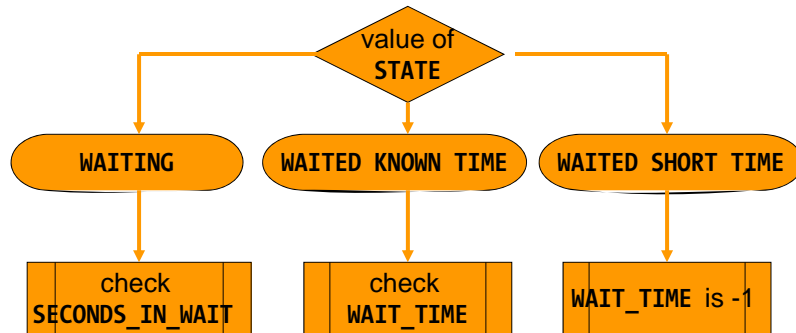 value of
STATE
WAITING
WAITED KNOWN TIME
WAITED SHORT TIME
check
SECONDS_IN_WAIT
check
WAIT_TIME
WAIT_TIME is -1